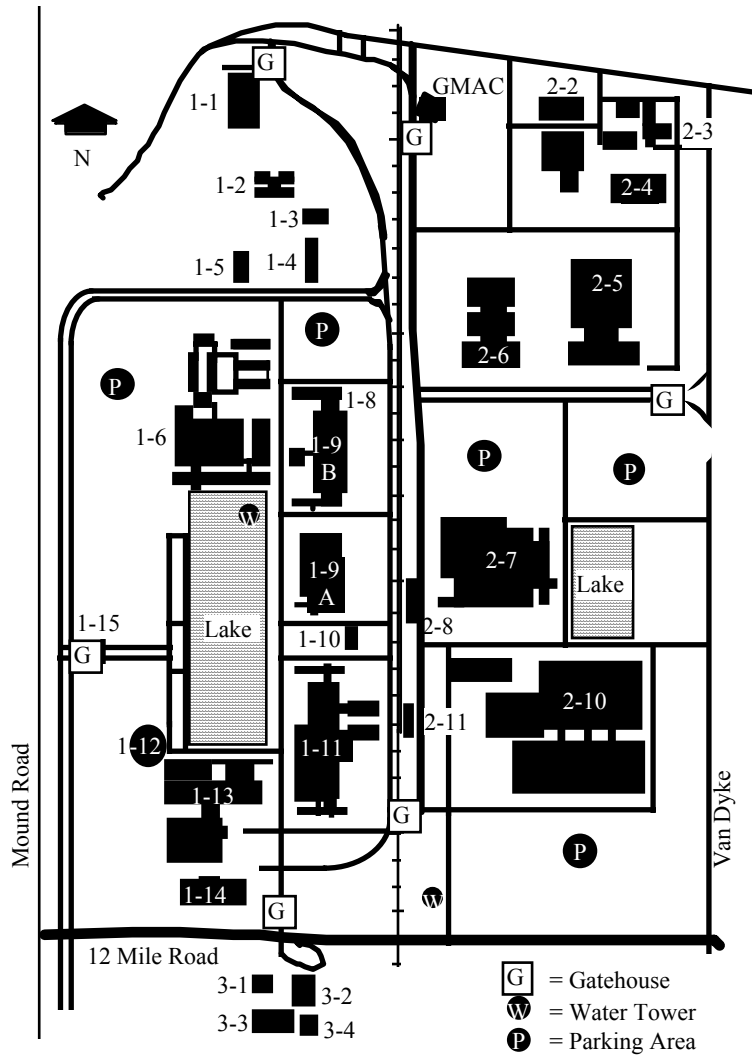 G
GMAC
2-2
1-1
G
2-3
N
1-2
2-4
1-3
1-5
1-4
2-5
P
2-6
P
1-8
G
1-6
1-9
B
P
P
W
1-9
A
2-7
Lake
Lake
1-15
1-10
2-8
G
1-12
1-11
2-11
2-10
1-13
G
Mound Road
Van Dyke
P
1-14
W
G
12 Mile Road
3-1
3-2
3-3
3-4
G = Gatehouse
W = Water Tower
P = Parking Area